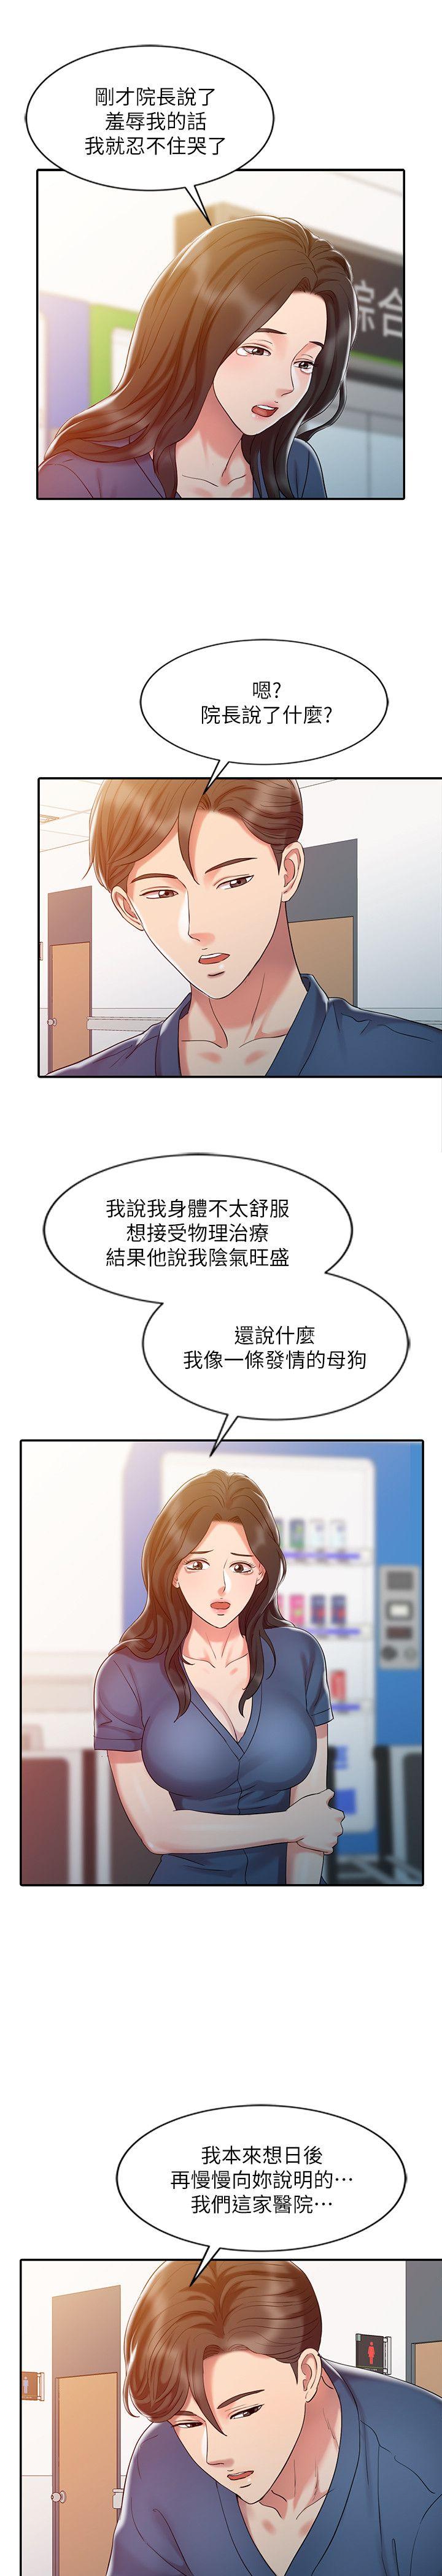 剛才院長說了
羞辱我的話
我就忍不住哭了
綜合
嗯?
院長說了什麼?
我說我身體不太舒服
想接受物理治療
結果他說我陰氣旺盛
還說什麼
我像一條發情的母狗
我本來想日後
再慢慢向妳說明的⋯
我們這家醫院⋯